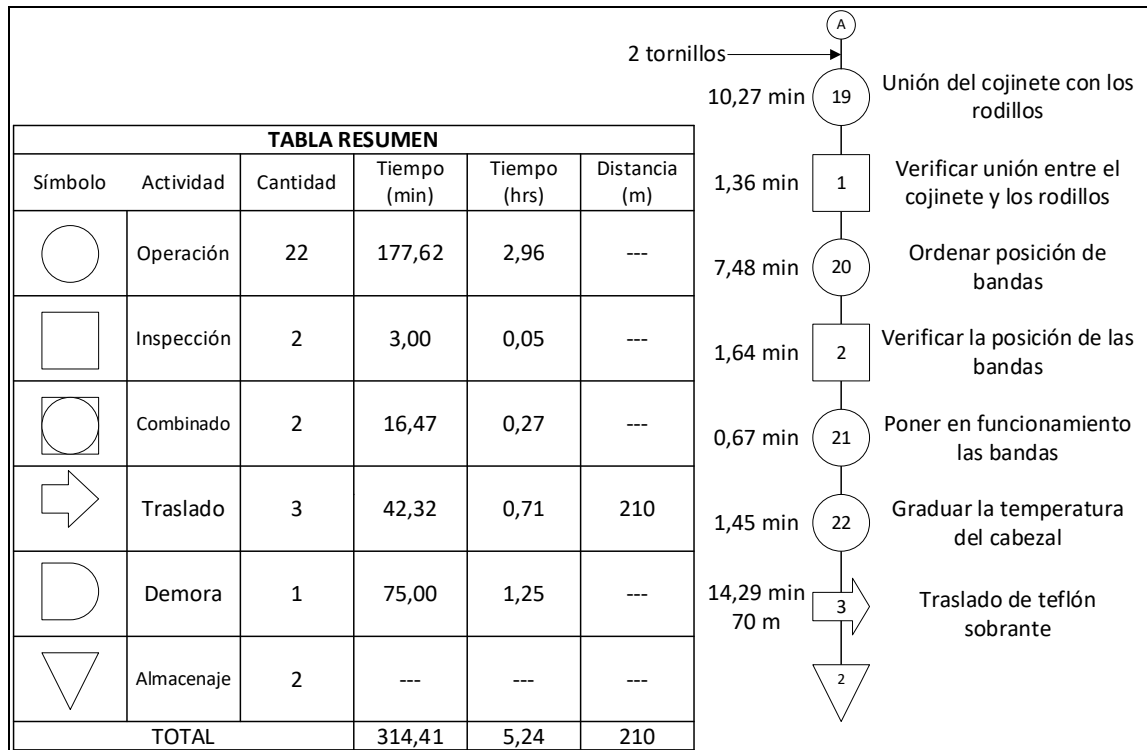 TABLA RESUMEN
Símbolo Actividad Cantidad Tiempo (min) Tiempo (hrs) Distancia (m)
Operación 22 177,62 2,96 ---
Inspección 2 3,00 0,05 ---
Combinado 2 16,47 0,27 ---
Traslado 3 42,32 0,71 210
Demora 1 75,00 1,25 ---
Almacenaje 2 --- --- ---
TOTAL 314,41 5,24 210
A
2 tornillos
10,27 min 19 Unión del cojinete con los
rodillos
1,36 min 1 Verificar unión entre el
cojinete y los rodillos
7,48 min 20 Ordenar posición de
bandas
1,64 min 2 Verificar la posición de las
bandas
0,67 min 21 Poner en funcionamiento
las bandas
1,45 min 22 Graduar la temperatura
del cabezal
14,29 min
70 m
3 Traslado de teflón
sobrante
2